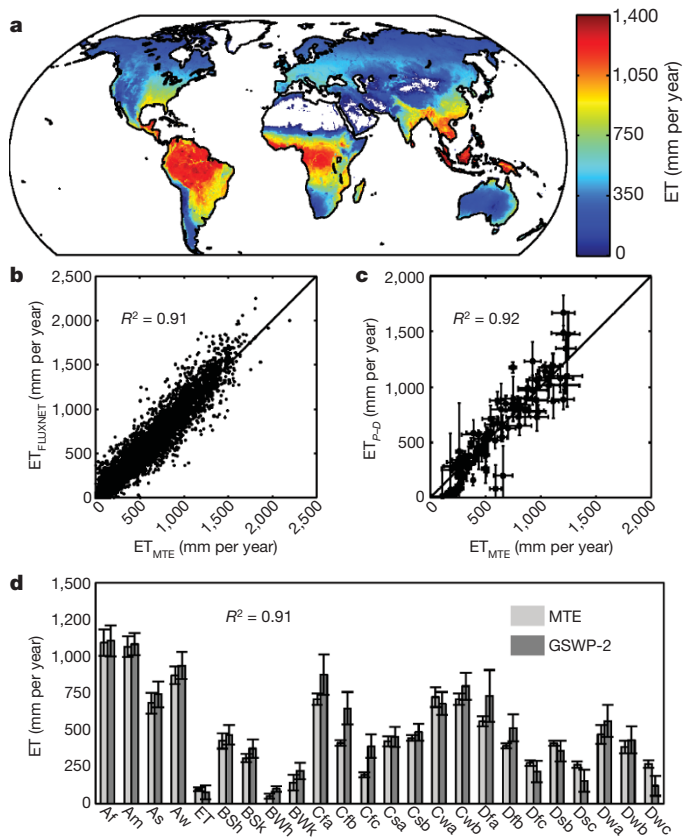 a
1,400
1,050
750
350
0
ET (mm per year)
b
2,500
2,000
1,500
1,000
500
0
R² = 0.91
ET_FLUXNET (mm per year)
0
500
1,000
1,500
2,000
2,500
ET_MTE (mm per year)
c
2,000
1,500
1,000
500
0
R² = 0.92
ET_P–D (mm per year)
0
500
1,000
1,500
2,000
ET_MTE (mm per year)
d
1,500
1,200
1,000
750
500
250
0
ET (mm per year)
R² = 0.91
MTE
GSWP-2
Af
Am
As
Aw
ET
BSh
BSk
BWh
BWk
Cfa
Cfb
Cfc
Csa
Csb
Cwa
Cwb
Dfa
Dfb
Dfc
Dsb
Dsc
Dwa
Dwb
Dwc